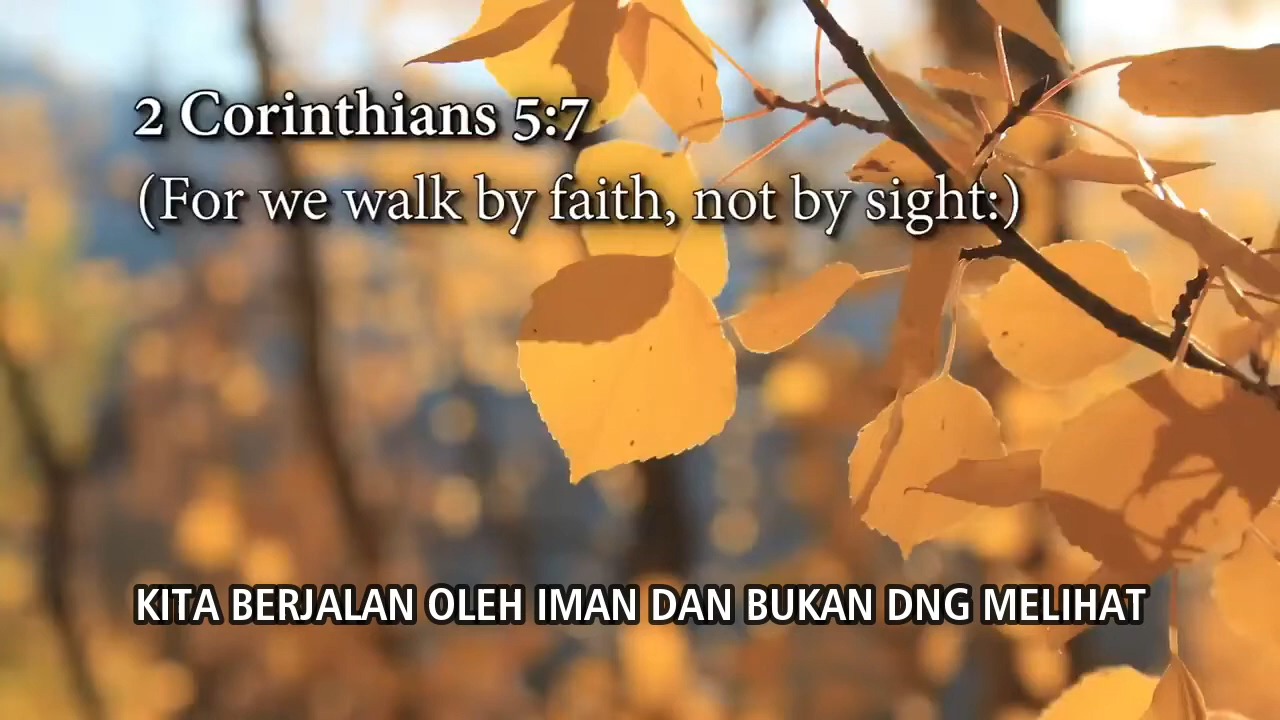 2 Corinthians 5:7
(For we walk by faith, not by sight:)
KITA BERJALAN OLEH IMAN DAN BUKAN DNG MELIHAT